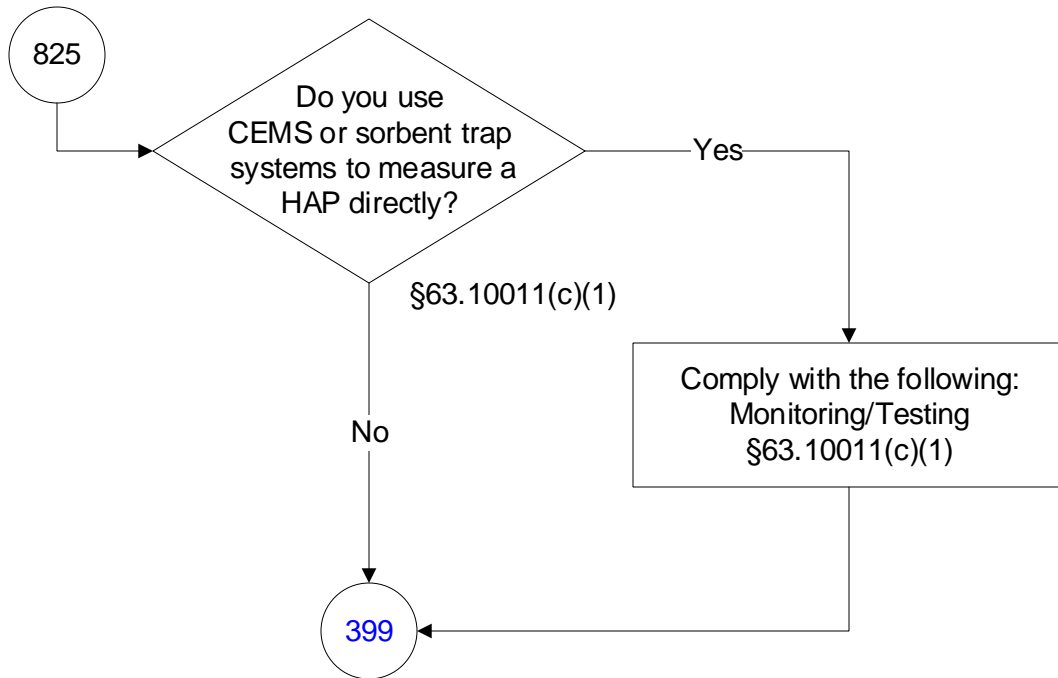 825
Do you use
CEMS or sorbent trap
systems to measure a
HAP directly?
Yes
§63.10011(c)(1)
Comply with the following:
Monitoring/Testing
§63.10011(c)(1)
No
399